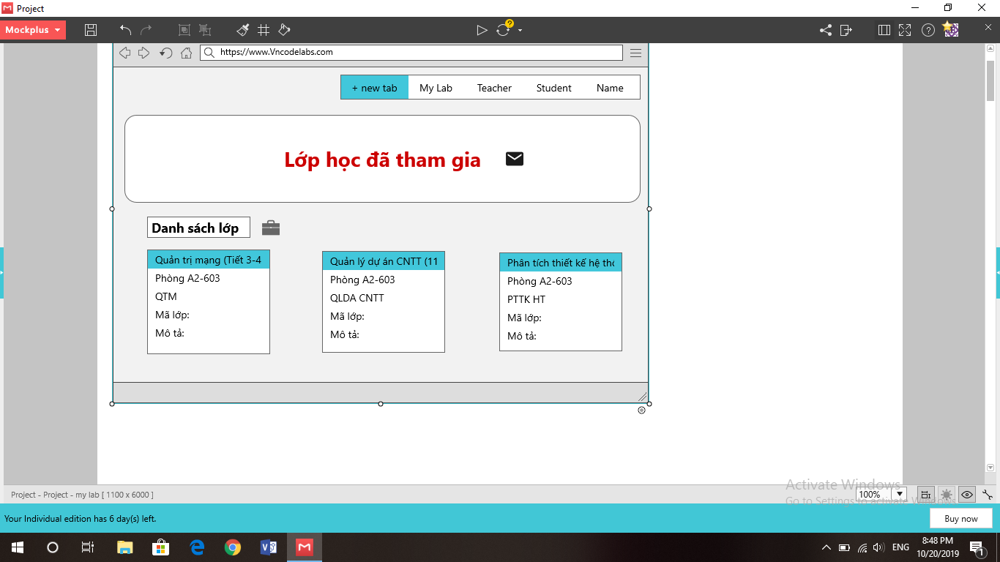 Project
Mockplus
https://www.Vncodelabs.com
+ new tab My Lab Teacher Student Name
Lớp học đã tham gia
Danh sách lớp
Quản trị mạng (Tiết 3-4
Phòng A2-603
QTM
Mã lớp:
Mô tả:
Quản lý dự án CNTT (11
Phòng A2-603
QLDA CNTT
Mã lớp:
Mô tả:
Phân tích thiết kế hệ thố
Phòng A2-603
PTTK HT
Mã lớp:
Mô tả:
Activate Windows
Go to Settings to activate Windows.
Project - Project - my lab [ 1100 x 6000 ]
100%
Your Individual edition has 6 day(s) left.
Buy now
ENG
8:48 PM
10/20/2019
1